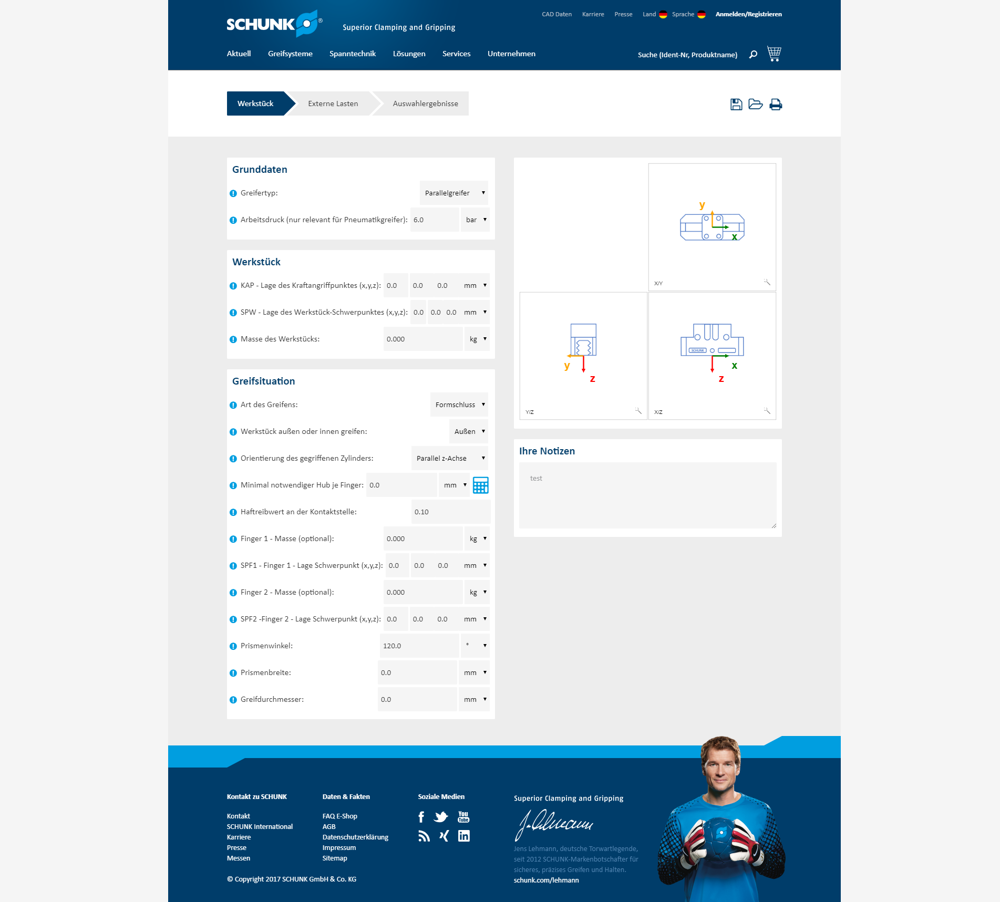 SCHUNK®
Superior Clamping and Gripping
CAD Daten Karriere Presse Land Sprache Anmelden/Registrieren
Aktuell Greifsysteme Spanntechnik Lösungen Services Unternehmen
Suche (Ident-Nr, Produktname)
Werkstück Externe Lasten Auswahlergebnisse
Grunddaten
Greifertyp: Parallelgreifer
Arbeitsdruck (nur relevant für Pneumatikgreifer): 6.0 bar
Werkstück
KAP - Lage des Kraftangriffpunktes (x,y,z): 0.0 0.0 0.0 mm
SPW - Lage des Werkstück-Schwerpunktes (x,y,z): 0.0 0.0 0.0 mm
Masse des Werkstücks: 0.000 kg
Greifsituation
Art des Greifens: Formschluss
Werkstück außen oder innen greifen: Außen
Orientierung des gegriffenen Zylinders: Parallel z-Achse
Minimal notwendiger Hub je Finger: 0.0 mm
Haftreibwert an der Kontaktstelle: 0.10
Finger 1 - Masse (optional): 0.000 kg
SPF1 - Finger 1 - Lage Schwerpunkt (x,y,z): 0.0 0.0 0.0 mm
Finger 2 - Masse (optional): 0.000 kg
SPF2 -Finger 2 - Lage Schwerpunkt (x,y,z): 0.0 0.0 0.0 mm
Prismenwinkel: 120.0 °
Prismenbreite: 0.0 mm
Greifdurchmesser: 0.0 mm
y
x
X/Y
y
z
Y/Z
SCHUNK
x
z
X/Z
Ihre Notizen
test
Kontakt zu SCHUNK
Kontakt
SCHUNK International
Karriere
Presse
Messen
Daten & Fakten
FAQ E-Shop
AGB
Datenschutzerklärung
Impressum
Sitemap
Soziale Medien
You
Tube
in
Superior Clamping and Gripping
J. Lehmann
Jens Lehmann, deutsche Torwartlegende,
seit 2012 SCHUNK-Markenbotschafter für
sicheres, präzises Greifen und Halten.
schunk.com/lehmann
© Copyright 2017 SCHUNK GmbH & Co. KG